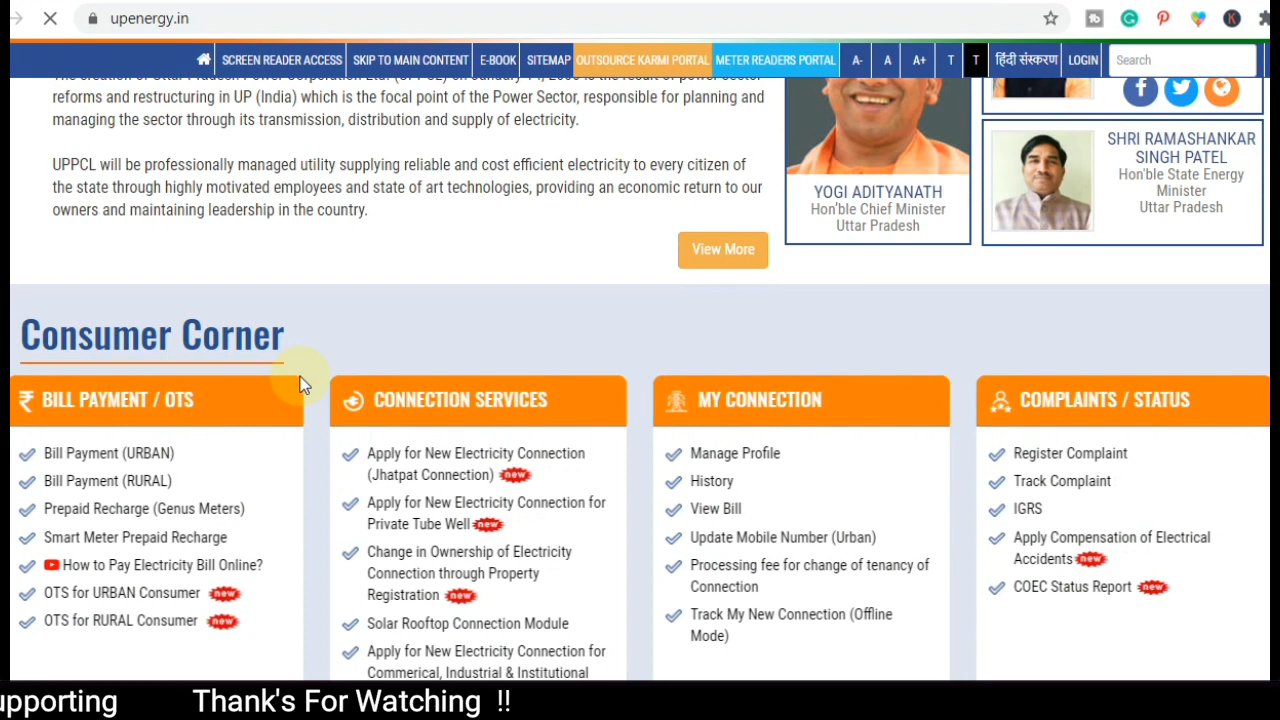 upenergy.in
SCREEN READER ACCESS SKIP TO MAIN CONTENT E-BOOK SITEMAP OUTSOURCE KARMI PORTAL METER READERS PORTAL A- A A+ T T हिंदी संस्करण LOGIN Search
reforms and restructuring in UP (India) which is the focal point of the Power Sector, responsible for planning and
managing the sector through its transmission, distribution and supply of electricity.
UPPCL will be professionally managed utility supplying reliable and cost efficient electricity to every citizen of
the state through highly motivated employees and state of art technologies, providing an economic return to our
owners and maintaining leadership in the country.
View More
YOGI ADITYANATH
Hon'ble Chief Minister
Uttar Pradesh
SHRI RAMASHANKAR
SINGH PATEL
Hon'ble State Energy
Minister
Uttar Pradesh
Consumer Corner
BILL PAYMENT / OTS
Bill Payment (URBAN)
Bill Payment (RURAL)
Prepaid Recharge (Genus Meters)
Smart Meter Prepaid Recharge
How to Pay Electricity Bill Online?
OTS for URBAN Consumer new
OTS for RURAL Consumer new
CONNECTION SERVICES
Apply for New Electricity Connection
(Jhatpat Connection) new
Apply for New Electricity Connection for
Private Tube Well new
Change in Ownership of Electricity
Connection through Property
Registration new
Solar Rooftop Connection Module
Apply for New Electricity Connection for
Commerical, Industrial & Institutional
MY CONNECTION
Manage Profile
History
View Bill
Update Mobile Number (Urban)
Processing fee for change of tenancy of
Connection
Track My New Connection (Offline
Mode)
COMPLAINTS / STATUS
Register Complaint
Track Complaint
IGRS
Apply Compensation of Electrical
Accidents new
COEC Status Report new
upporting Thank's For Watching !!